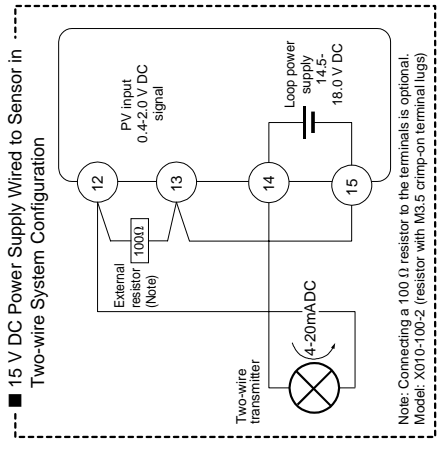 ■ 15 V DC Power Supply Wired to Sensor in
Two-wire System Configuration
PV input
signal
0.4-2.0 V DC
Loop power
supply
14.5-
18.0 V DC
12
13
14
15
External
resistor
(Note)
100Ω
Two-wire
transmitter
4-20mADC
Note: Connecting a 100 Ω resistor to the terminals is optional.
Model: X010-100-2 (resistor with M3.5 crimp-on terminal lugs)